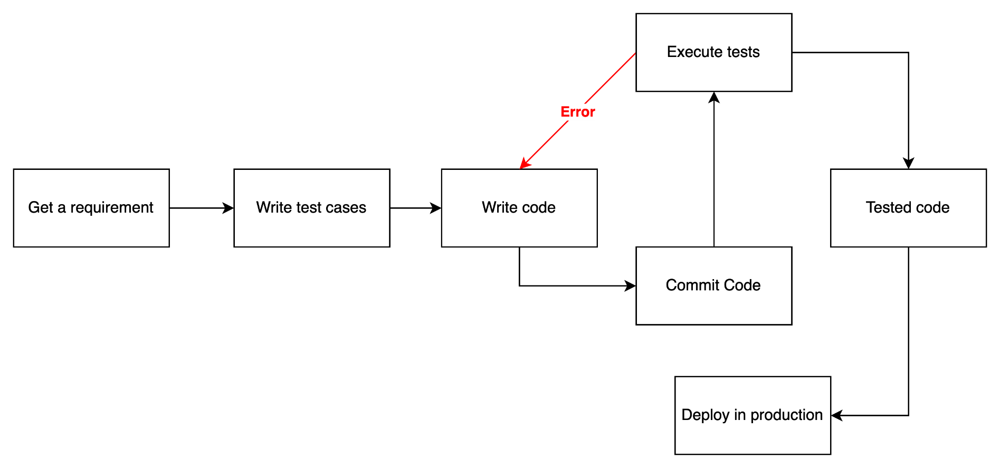 Execute tests
Error
Get a requirement
Write test cases
Write code
Tested code
Commit Code
Deploy in production